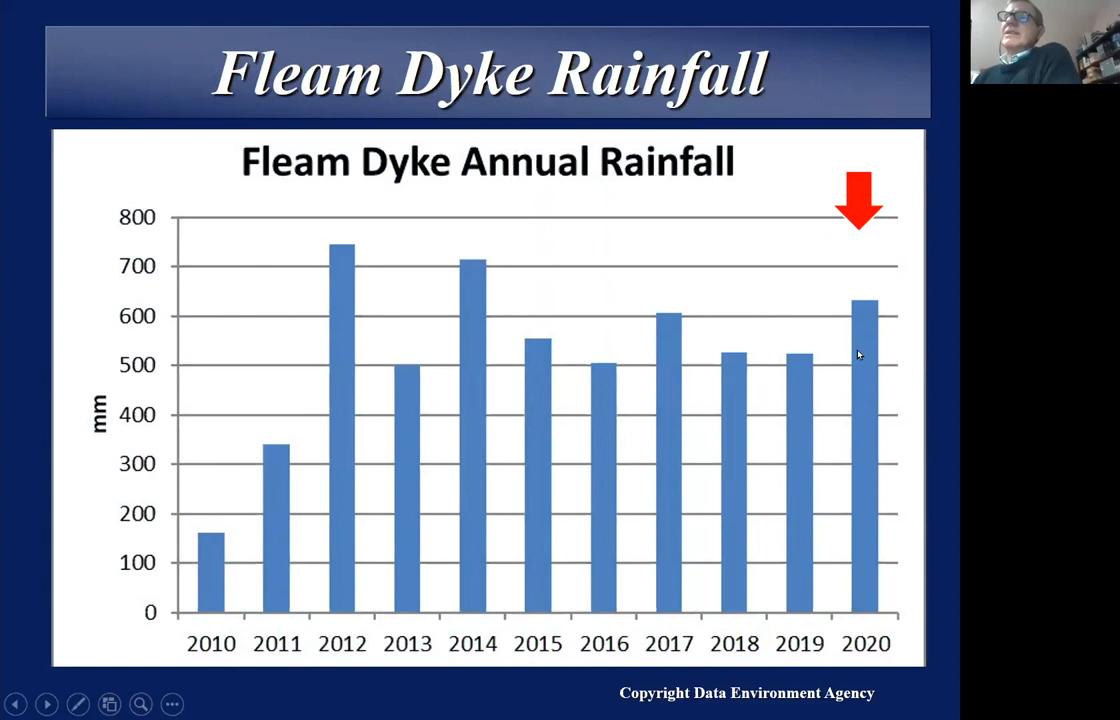 Fleam Dyke Rainfall
Fleam Dyke Annual Rainfall
800
700
600
500
400
300
200
100
0
mm
2010 2011 2012 2013 2014 2015 2016 2017 2018 2019 2020
Copyright Data Environment Agency